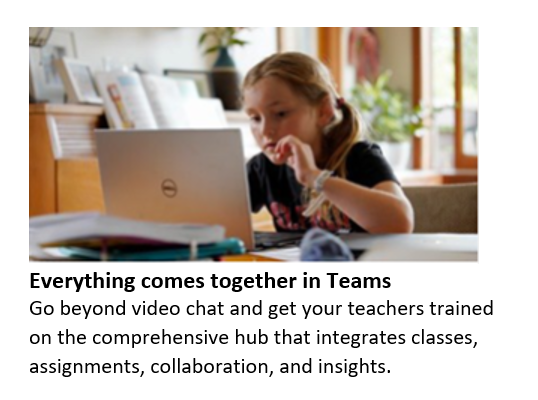 DELL
Everything comes together in Teams
Go beyond video chat and get your teachers trained
on the comprehensive hub that integrates classes,
assignments, collaboration, and insights.